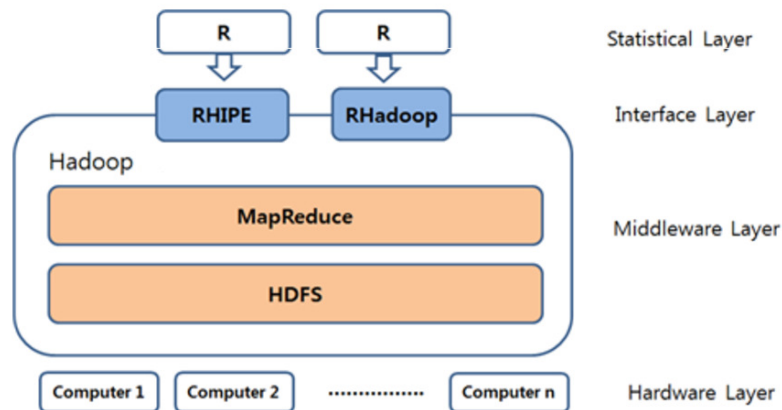 R R Statistical Layer
RHIPE RHadoop Interface Layer
Hadoop
MapReduce
Middleware Layer
HDFS
Computer 1 Computer 2 ................ Computer n Hardware Layer